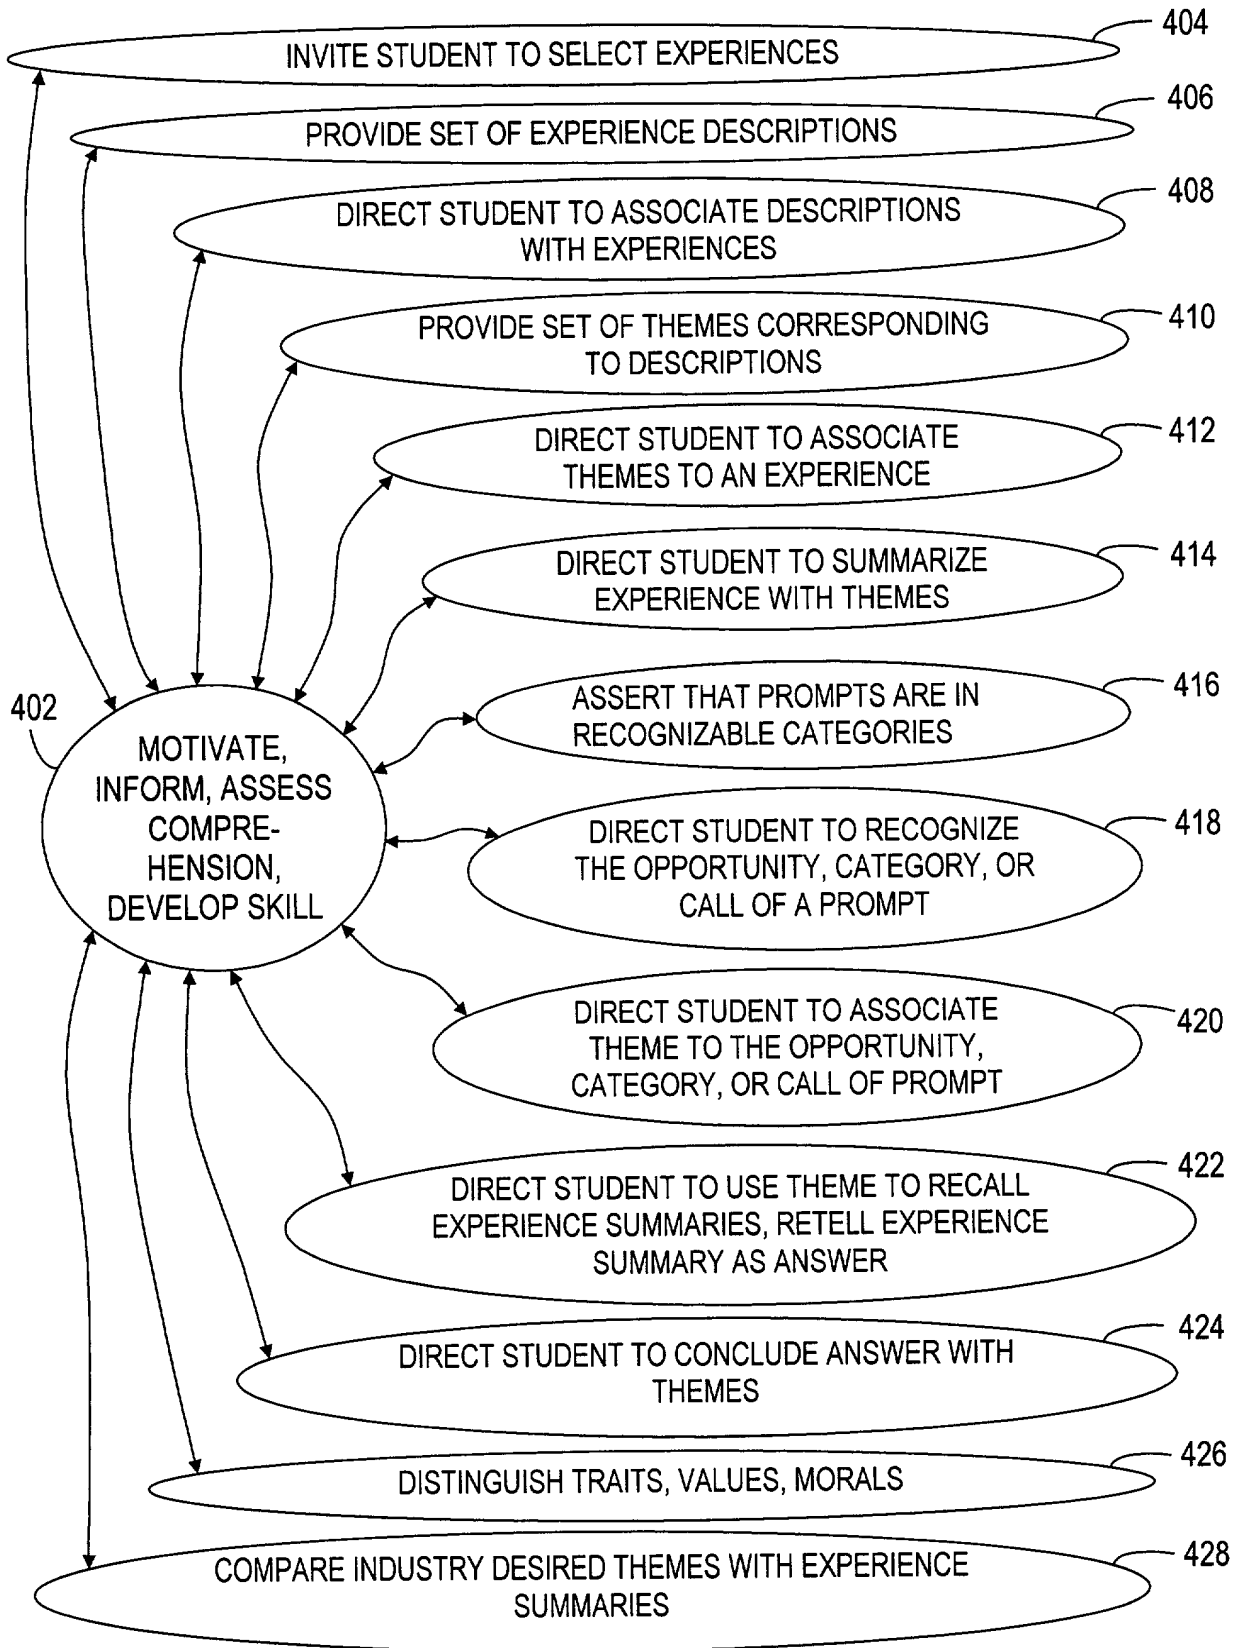 404
INVITE STUDENT TO SELECT EXPERIENCES
406
PROVIDE SET OF EXPERIENCE DESCRIPTIONS
408
DIRECT STUDENT TO ASSOCIATE DESCRIPTIONS
WITH EXPERIENCES
410
PROVIDE SET OF THEMES CORRESPONDING
TO DESCRIPTIONS
412
DIRECT STUDENT TO ASSOCIATE
THEMES TO AN EXPERIENCE
414
DIRECT STUDENT TO SUMMARIZE
EXPERIENCE WITH THEMES
416
ASSERT THAT PROMPTS ARE IN
RECOGNIZABLE CATEGORIES
402
MOTIVATE,
INFORM, ASSESS
COMPRE-
HENSION,
DEVELOP SKILL
418
DIRECT STUDENT TO RECOGNIZE
THE OPPORTUNITY, CATEGORY, OR
CALL OF A PROMPT
420
DIRECT STUDENT TO ASSOCIATE
THEME TO THE OPPORTUNITY,
CATEGORY, OR CALL OF PROMPT
422
DIRECT STUDENT TO USE THEME TO RECALL
EXPERIENCE SUMMARIES, RETELL EXPERIENCE
SUMMARY AS ANSWER
424
DIRECT STUDENT TO CONCLUDE ANSWER WITH
THEMES
426
DISTINGUISH TRAITS, VALUES, MORALS
428
COMPARE INDUSTRY DESIRED THEMES WITH EXPERIENCE
SUMMARIES